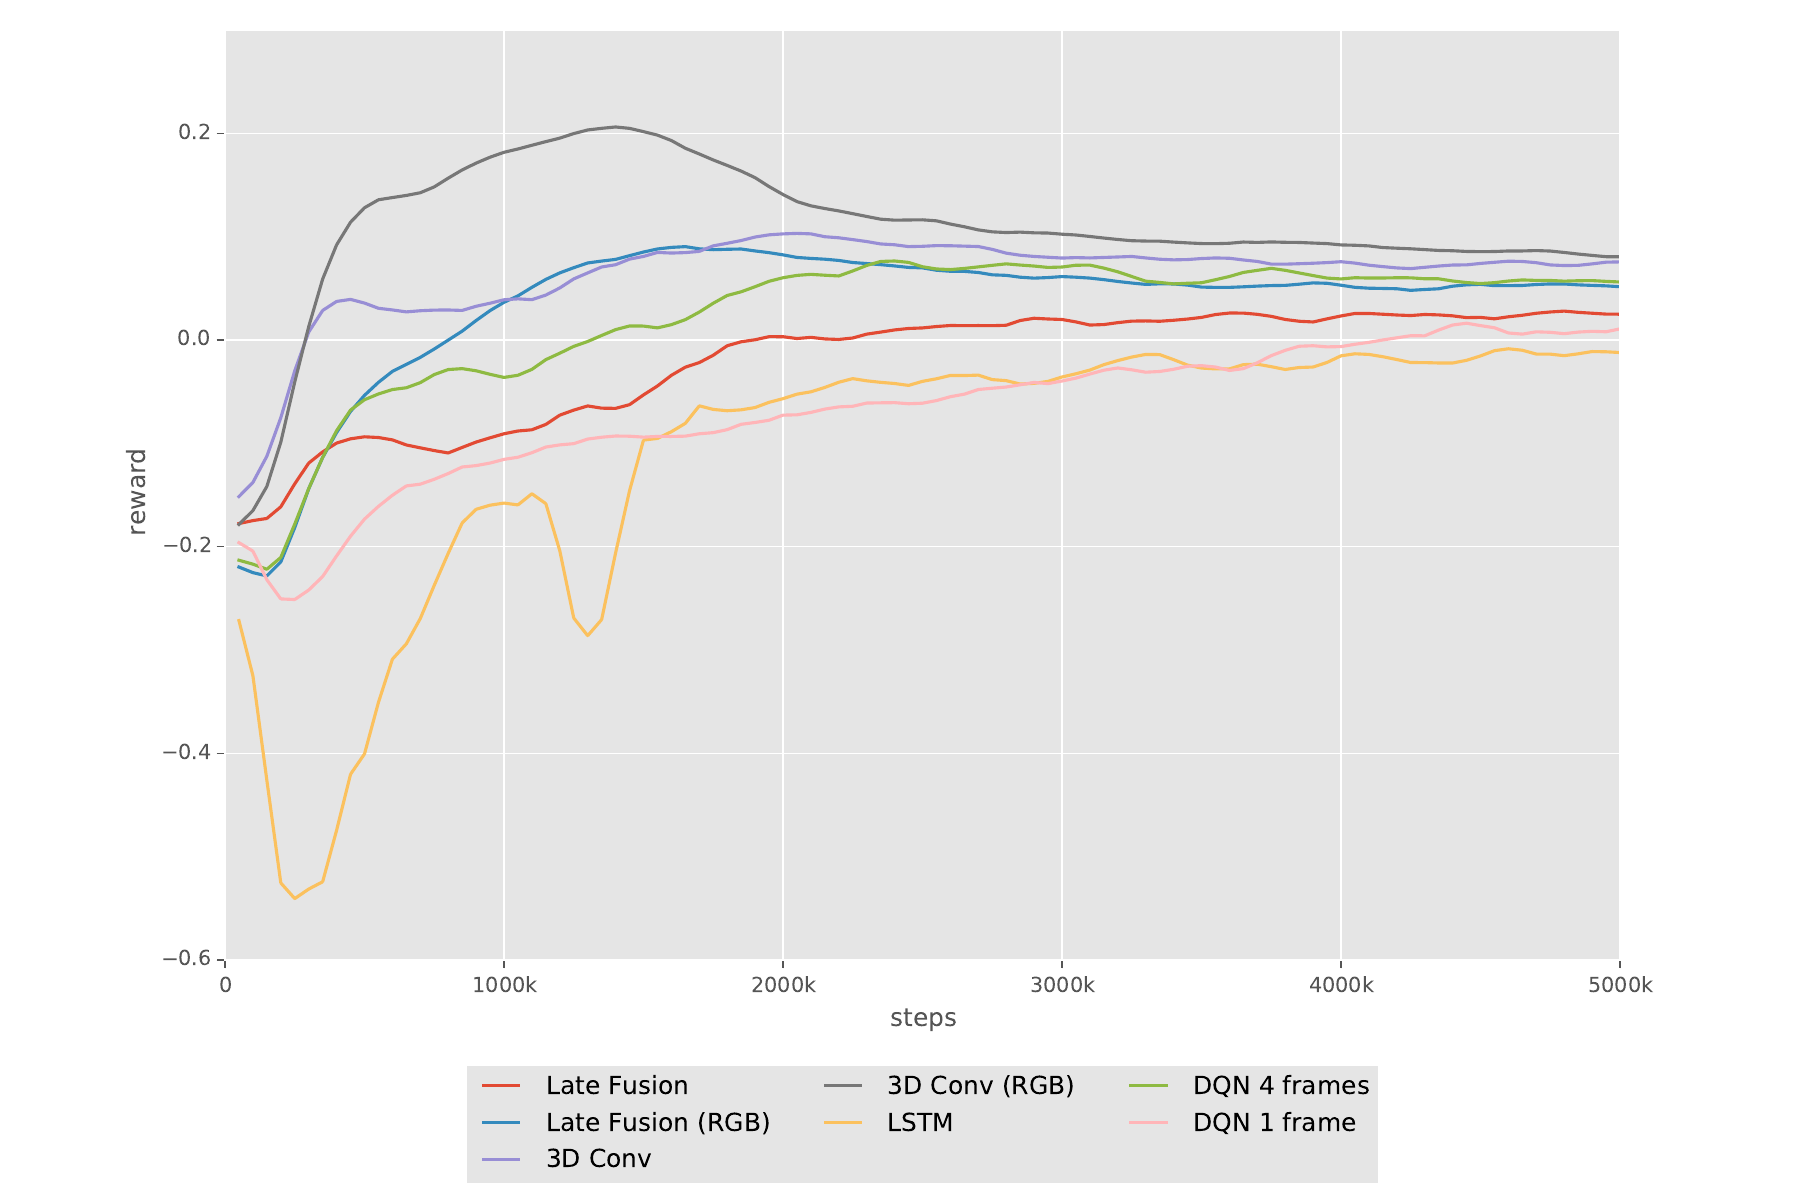 0.2
0.0
−0.2
−0.4
−0.6
reward
0 1000k 2000k 3000k 4000k 5000k
steps
Late Fusion 3D Conv (RGB) DQN 4 frames
Late Fusion (RGB) LSTM DQN 1 frame
3D Conv